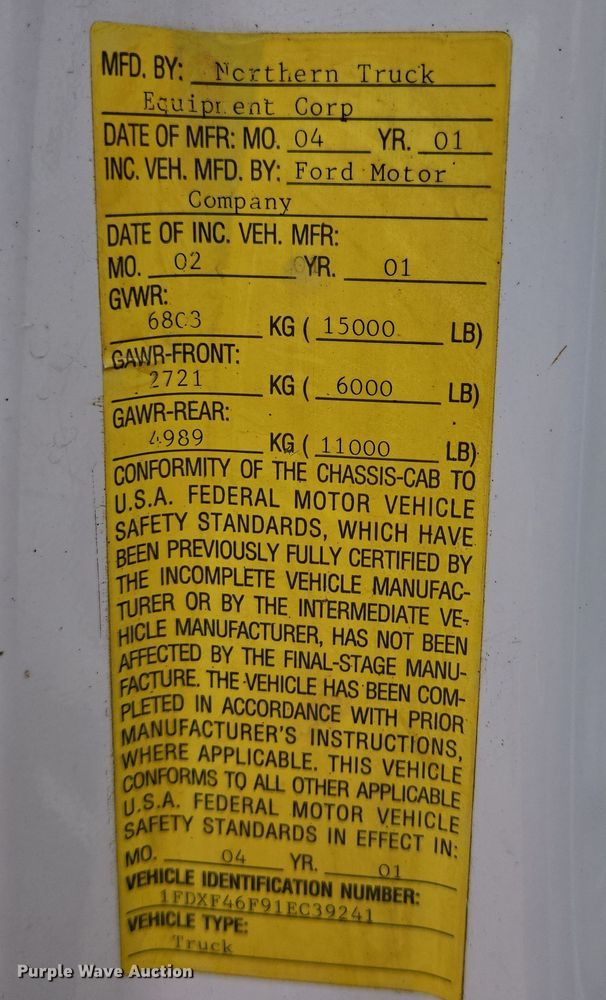 MFD. BY: Northern Truck
Equipment Corp
DATE OF MFR: MO. 04 YR. 01
INC. VEH. MFD. BY: Ford Motor
Company
DATE OF INC. VEH. MFR:
MO. 02 YR. 01
GVWR:
6803 KG ( 15000 LB)
GAWR-FRONT:
2721 KG ( 6000 LB)
GAWR-REAR:
4989 KG ( 11000 LB)
CONFORMITY OF THE CHASSIS-CAB TO
U.S.A. FEDERAL MOTOR VEHICLE
SAFETY STANDARDS, WHICH HAVE
BEEN PREVIOUSLY FULLY CERTIFIED BY
THE INCOMPLETE VEHICLE MANUFAC-
TURER OR BY THE INTERMEDIATE VE-
HICLE MANUFACTURER, HAS NOT BEEN
AFFECTED BY THE FINAL-STAGE MANU-
FACTURE. THE VEHICLE HAS BEEN COM-
PLETED IN ACCORDANCE WITH PRIOR
MANUFACTURER'S INSTRUCTIONS,
WHERE APPLICABLE. THIS VEHICLE
CONFORMS TO ALL OTHER APPLICABLE
U.S.A. FEDERAL MOTOR VEHICLE
SAFETY STANDARDS IN EFFECT IN:
MO. 04 YR. 01
VEHICLE IDENTIFICATION NUMBER:
1FDXF46F91EC39241
VEHICLE TYPE:
Truck
Purple Wave Auction